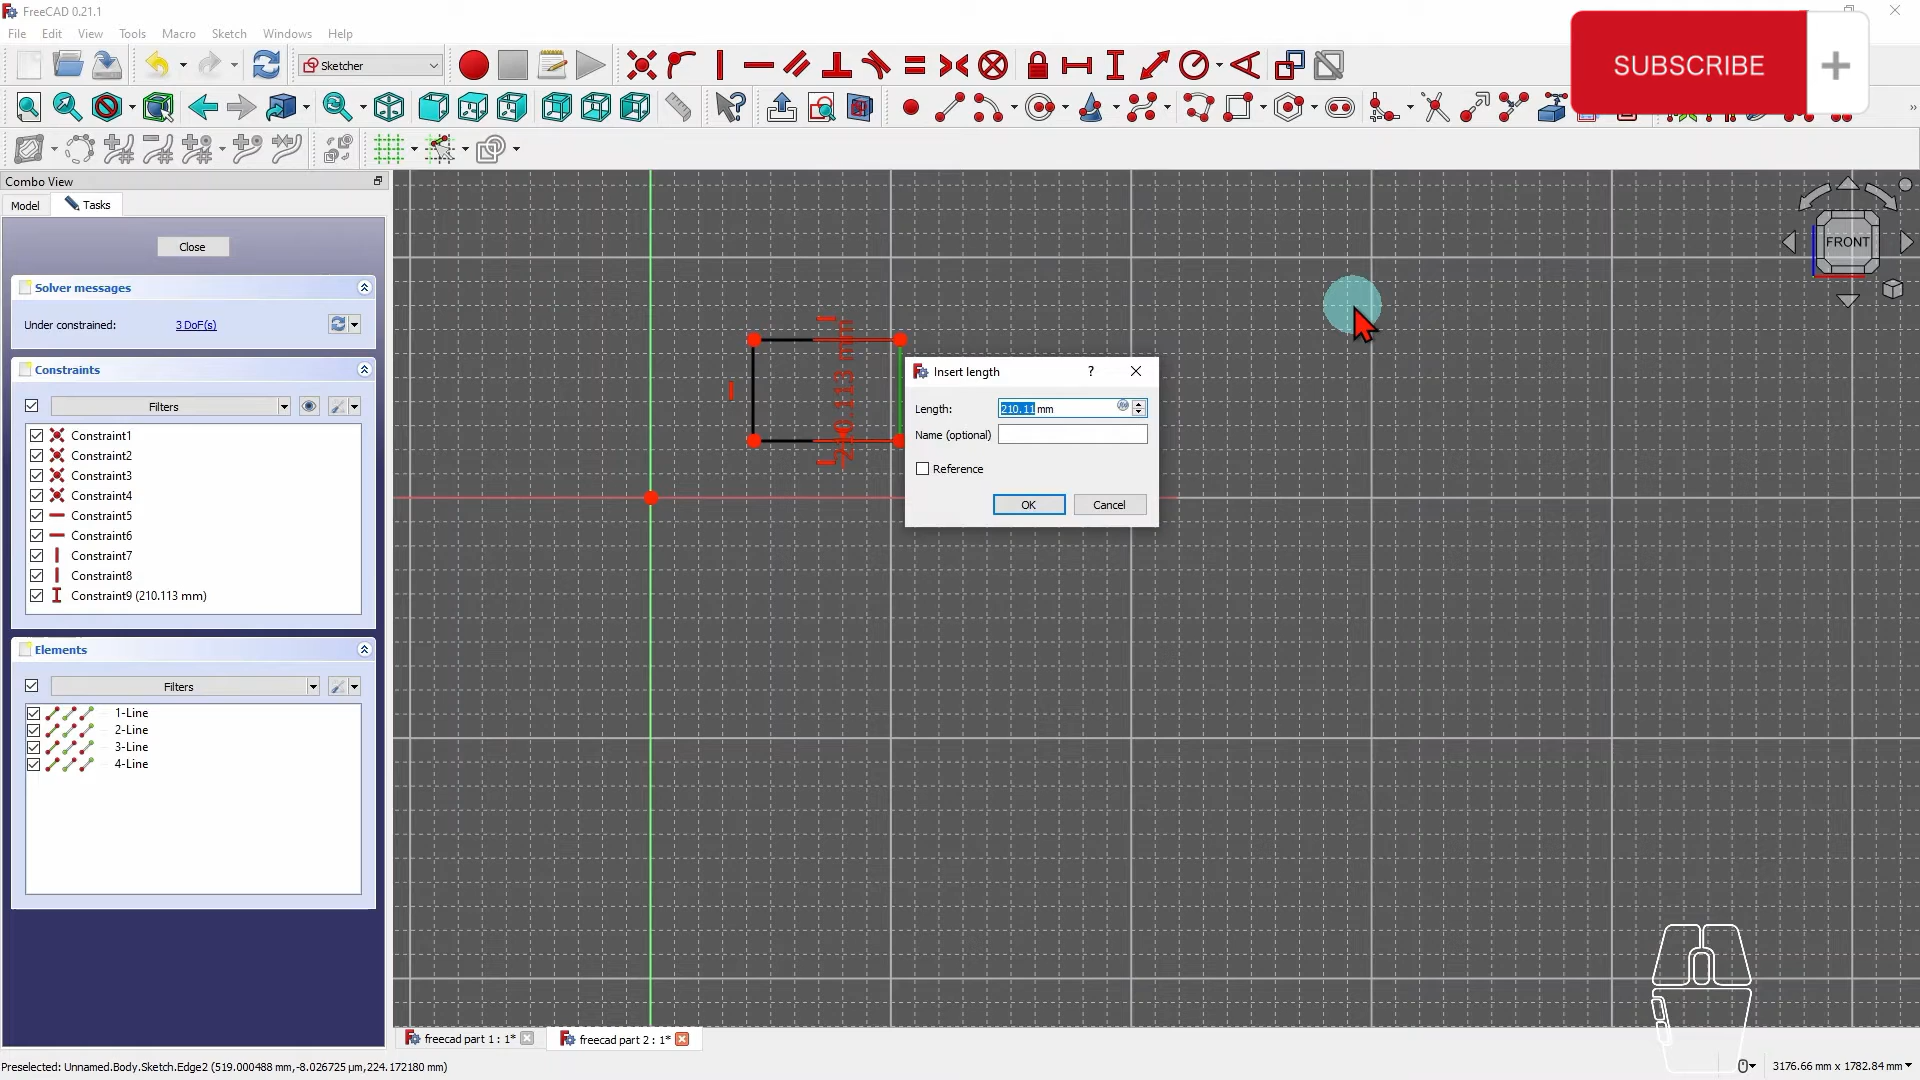 FreeCAD 0.21.1
File Edit View Tools Macro Sketch Windows Help
SUBSCRIBE
Sketcher
Combo View
Model
Tasks
FRONT
Close
Solver messages
Under constrained: 3 DoF(s)
Constraints
Filters
Constraint1
Constraint2
Constraint3
Constraint4
Constraint5
Constraint6
Constraint7
Constraint8
Constraint9 (210.113 mm)
Elements
Filters
1-Line
2-Line
3-Line
4-Line
210.113 mm
Insert length
?
Length: 210.11 mm
Name (optional)
Reference
OK
Cancel
freecad part 1 : 1*
freecad part 2 : 1*
Preselected: Unnamed.Body.Sketch.Edge2 (519.000488 mm,-8.026725 µm,224.172180 mm)
3176.66 mm x 1782.84 mm